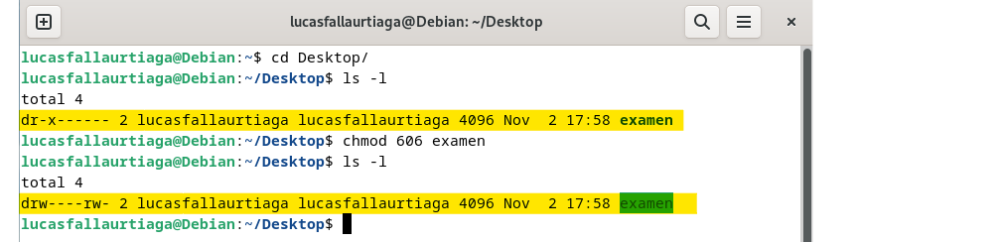 lucasfallaurtiaga@Debian: ~/Desktop
lucasfallaurtiaga@Debian:~$ cd Desktop/
lucasfallaurtiaga@Debian:~/Desktop$ ls -l
total 4
dr-x------ 2 lucasfallaurtiaga lucasfallaurtiaga 4096 Nov  2 17:58 examen
lucasfallaurtiaga@Debian:~/Desktop$ chmod 606 examen
lucasfallaurtiaga@Debian:~/Desktop$ ls -l
total 4
drw----rw- 2 lucasfallaurtiaga lucasfallaurtiaga 4096 Nov  2 17:58 examen
lucasfallaurtiaga@Debian:~/Desktop$